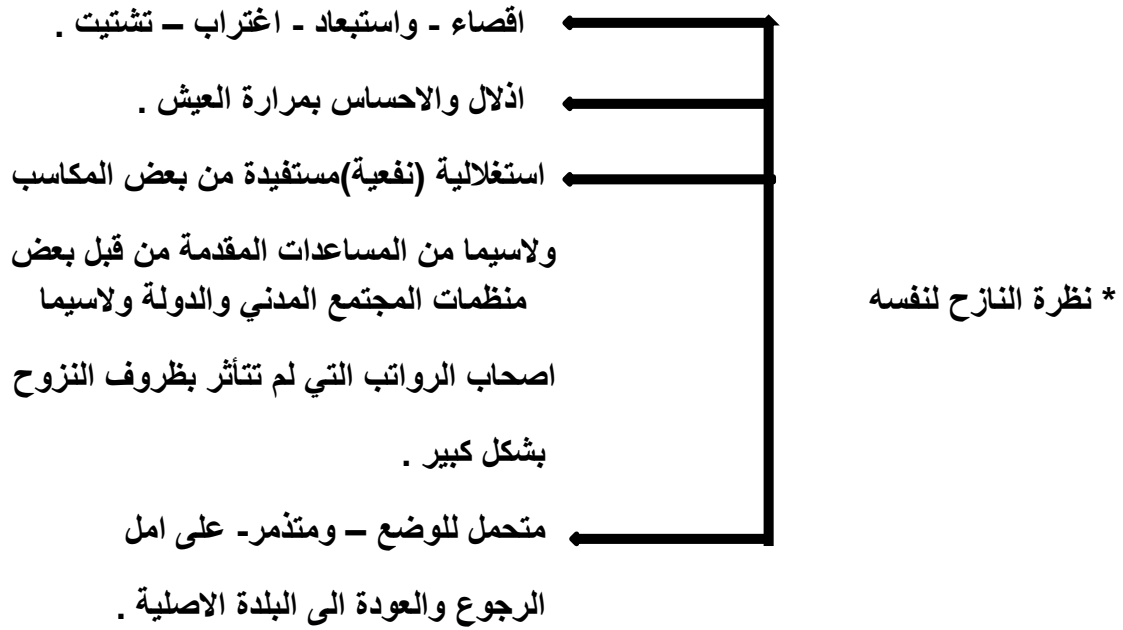 اقصاء - واستبعاد - اغتراب – تشتيت .
اذلال والاحساس بمرارة العيش .
استغلالية (نفعية)مستفيدة من بعض المكاسب
ولاسيما من المساعدات المقدمة من قبل بعض
منظمات المجتمع المدني والدولة ولاسيما
* نظرة النازح لنفسه
اصحاب الرواتب التي لم تتأثر بظروف النزوح
بشكل كبير .
متحمل للوضع – ومتذمر- على امل
الرجوع والعودة الى البلدة الاصلية .